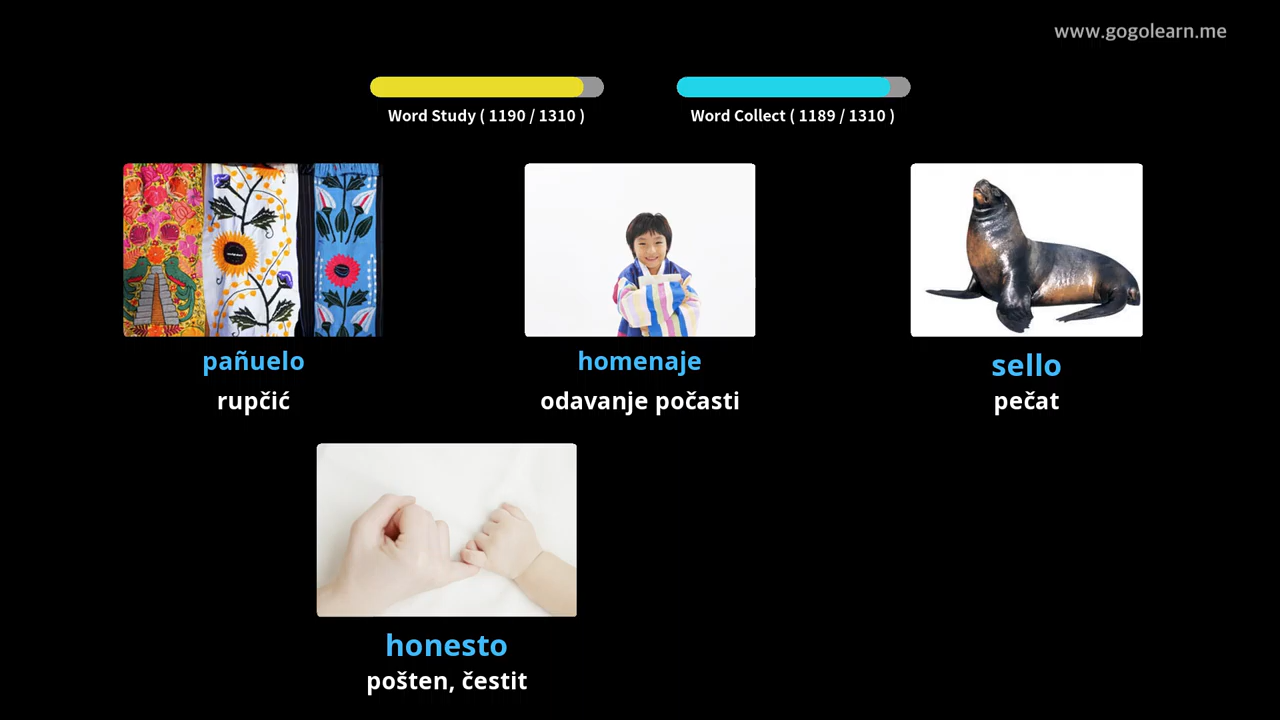 www.gogolearn.me
Word Study ( 1190 / 1310 )
Word Collect ( 1189 / 1310 )
pañuelo
homenaje
sello
rupčić
odavanje počasti
pečat
honesto
pošten, čestit